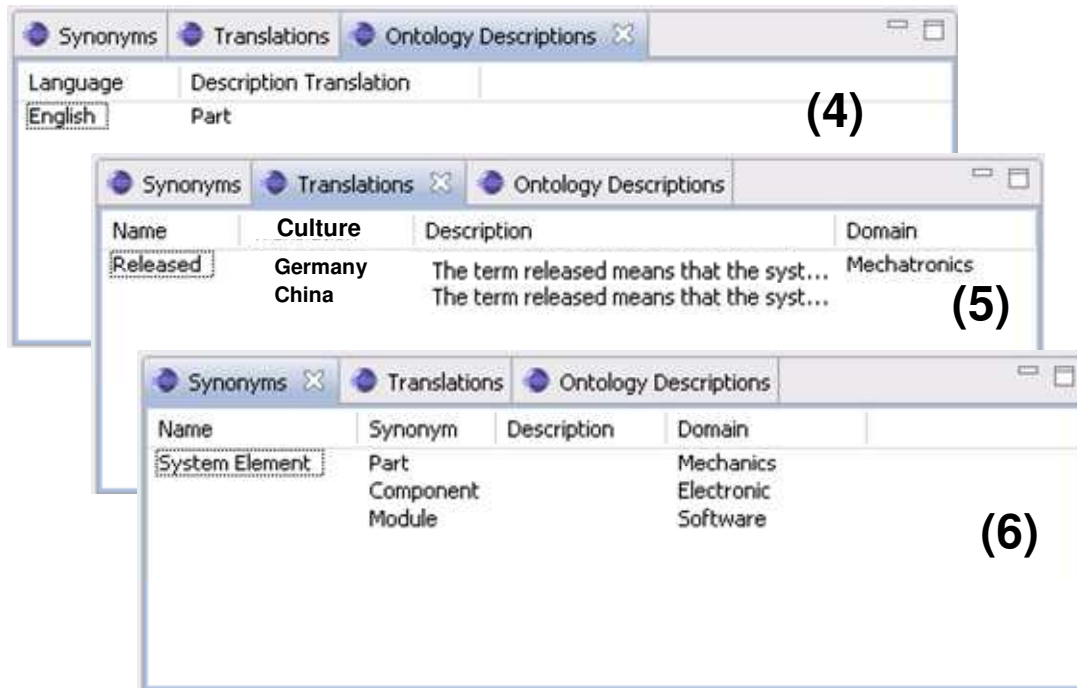 Synonyms Translations Ontology Descriptions
Language Description Translation
English Part
(4)
Synonyms Translations Ontology Descriptions
Name Culture Description Domain
Released Germany The term released means that the syst... Mechatronics
China The term released means that the syst...
(5)
Synonyms Translations Ontology Descriptions
Name Synonym Description Domain
System Element Part Mechanics
Component Electronic
Module Software
(6)